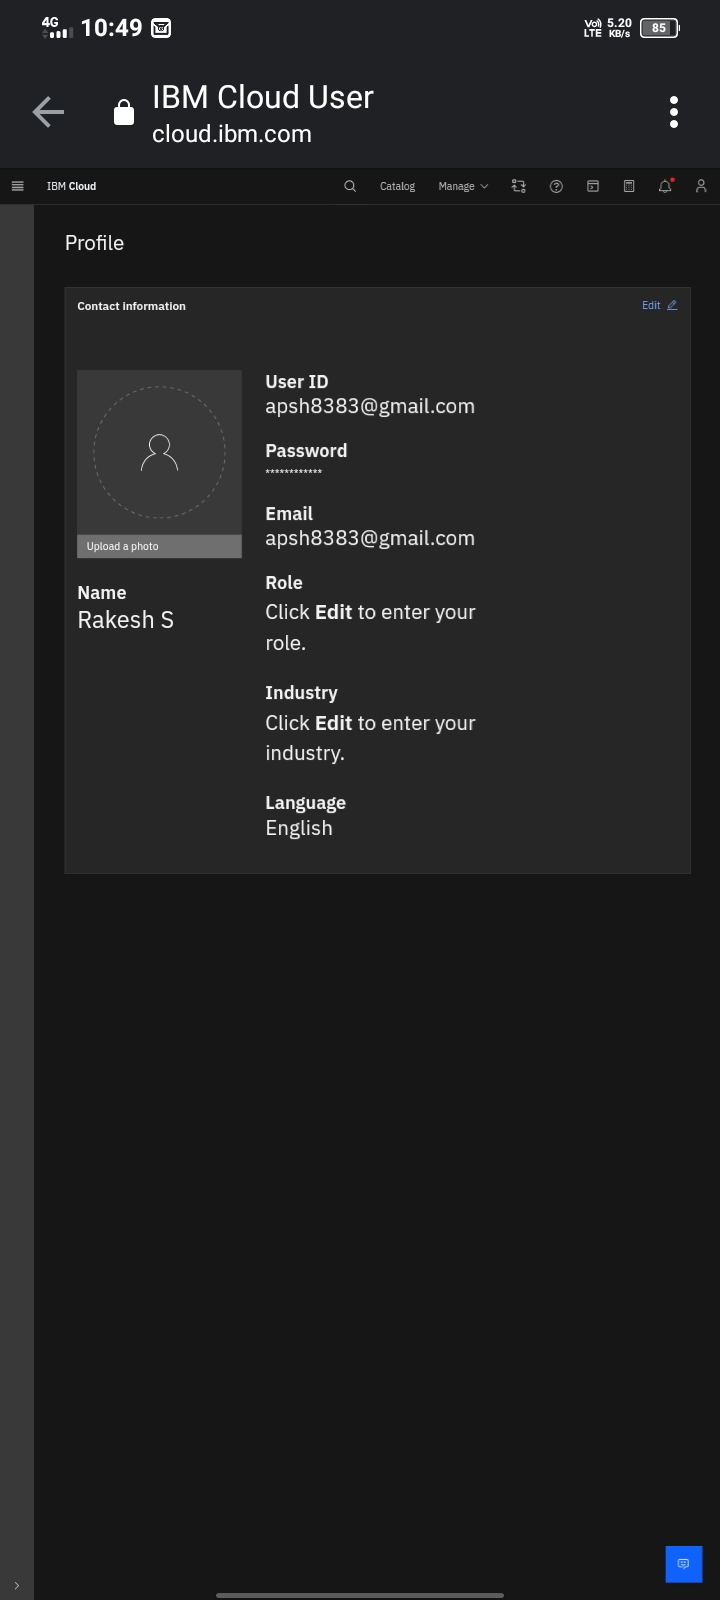 4G 10:49 Vo) LTE 5.20 KB/s 85
IBM Cloud User
cloud.ibm.com
IBM Cloud Catalog Manage
Profile
Contact information Edit
User ID
apsh8383@gmail.com
Password
************
Email
apsh8383@gmail.com
Upload a photo
Name
Rakesh S
Role
Click Edit to enter your
role.
Industry
Click Edit to enter your
industry.
Language
English